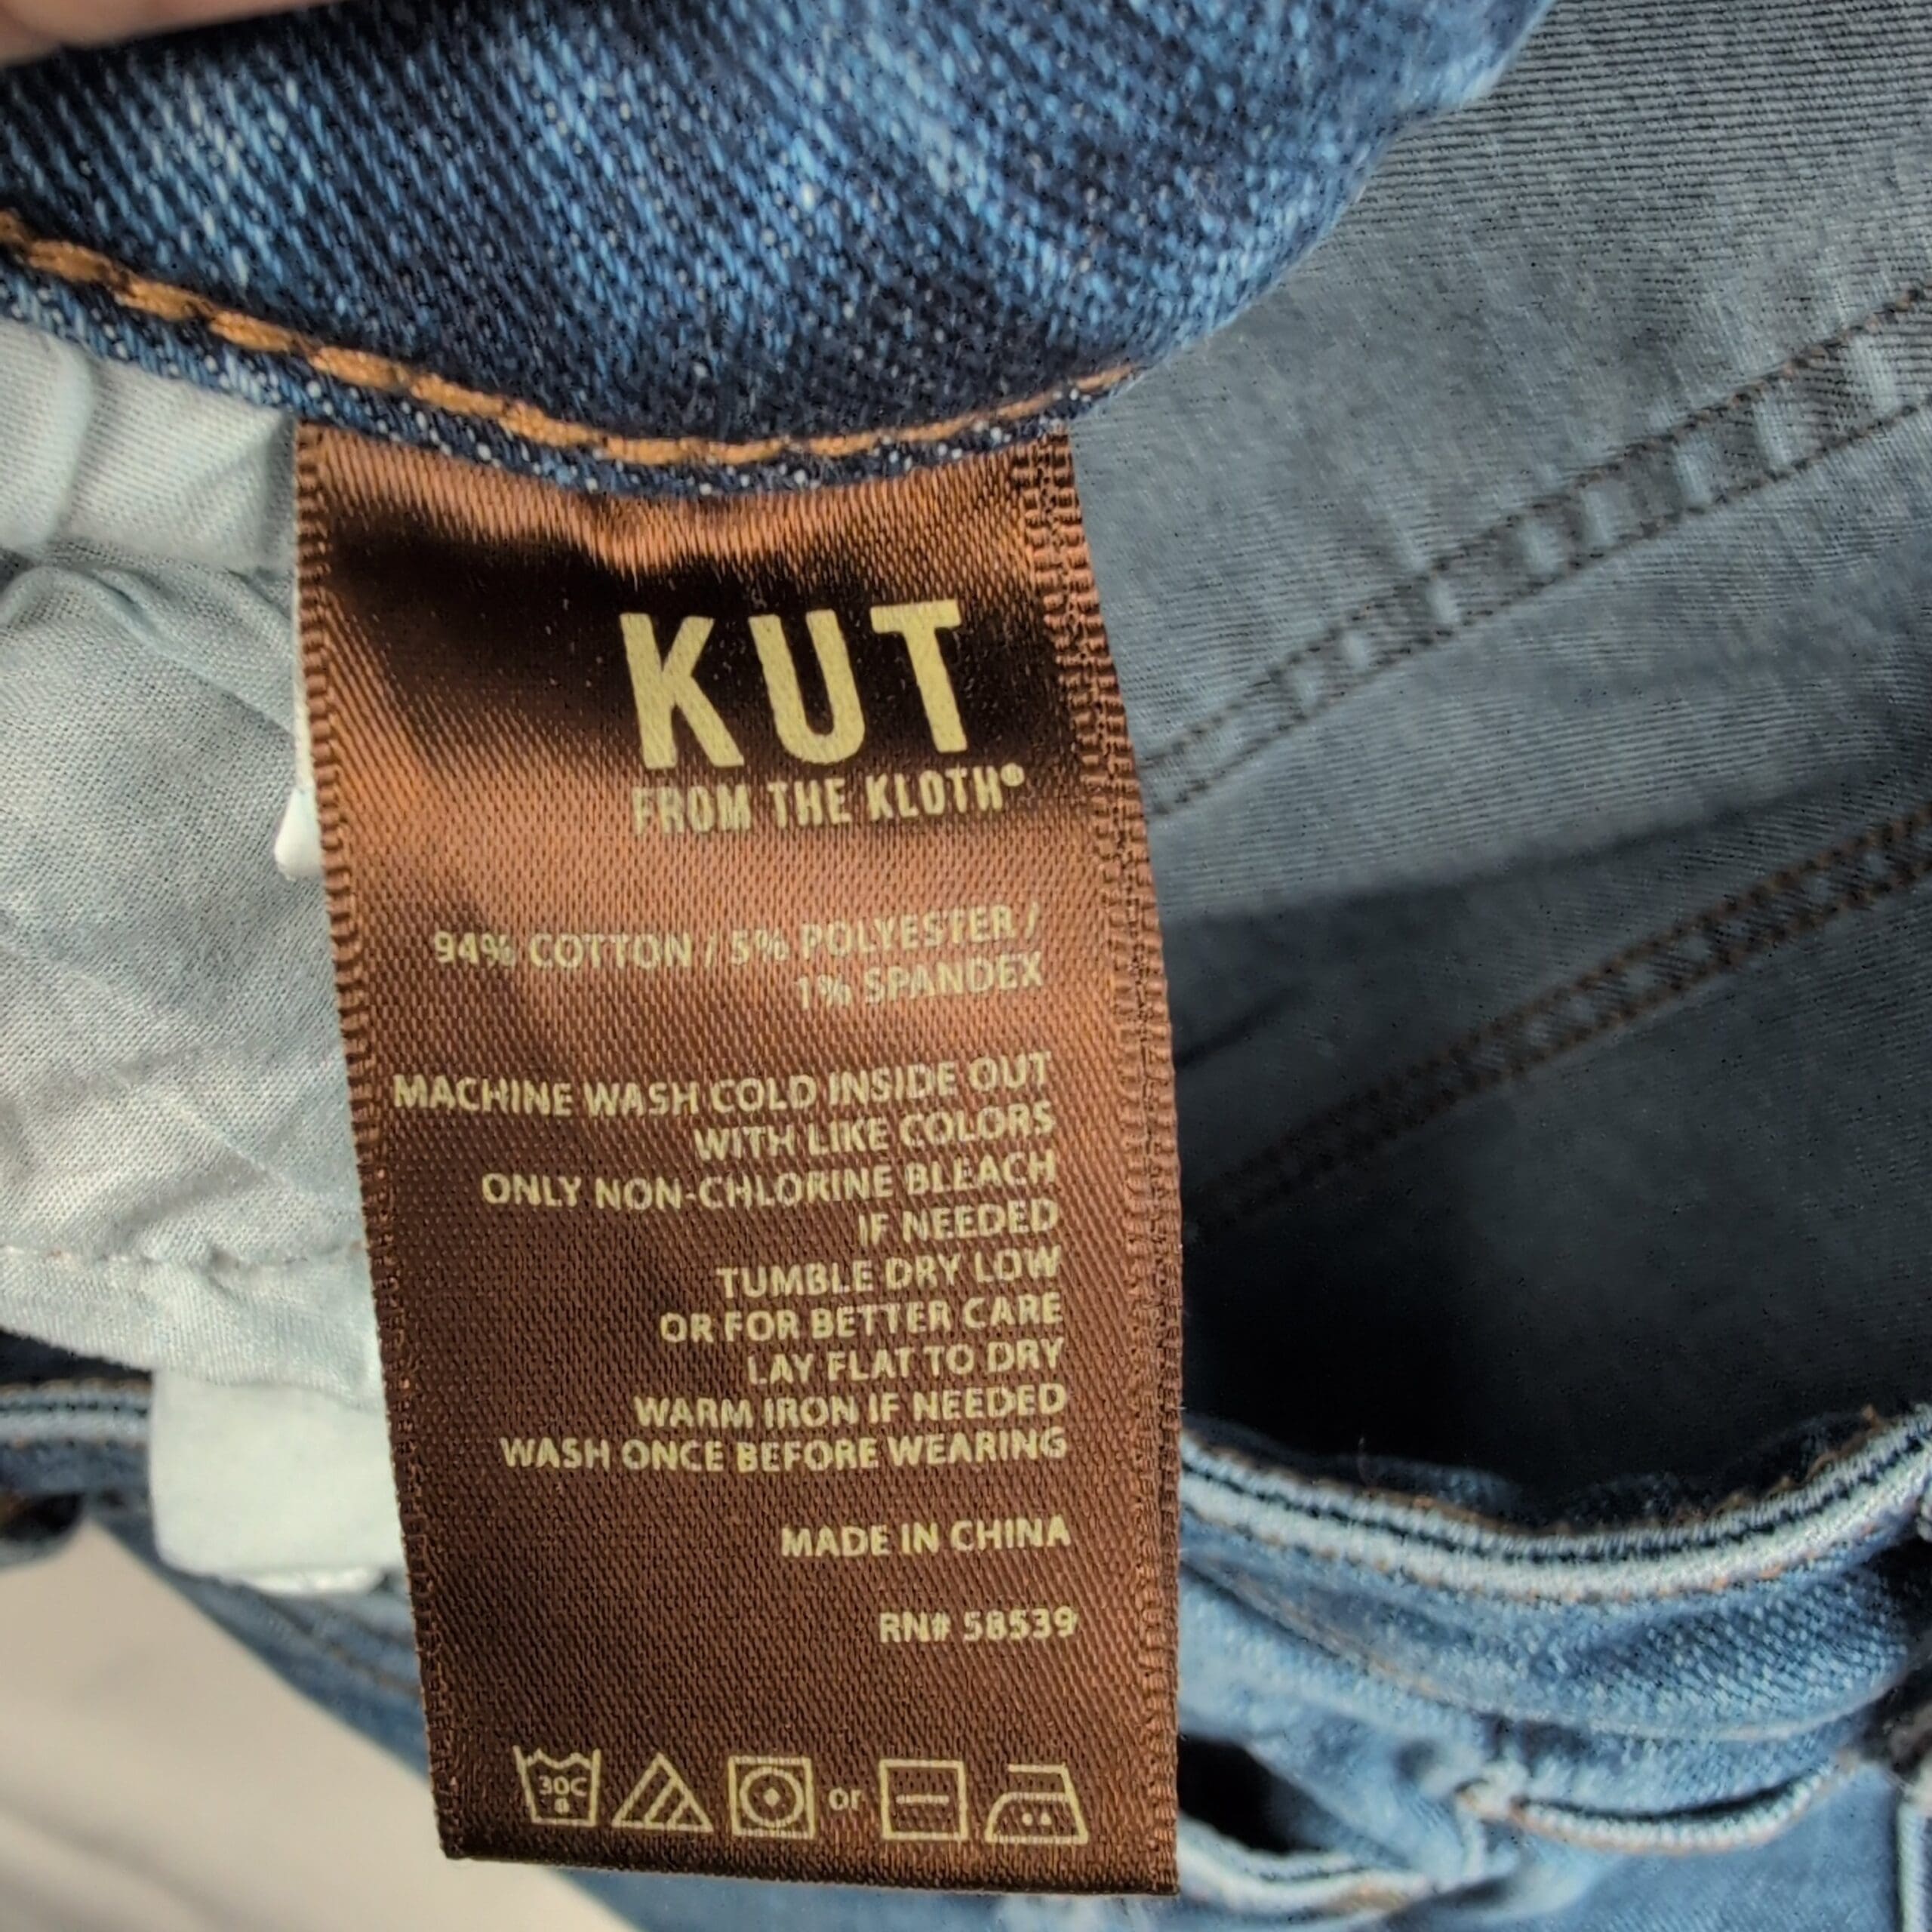 KUT
FROM THE KLOTH®
94% COTTON / 5% POLYESTER /
1% SPANDEX
MACHINE WASH COLD INSIDE OUT
WITH LIKE COLORS
ONLY NON-CHLORINE BLEACH
IF NEEDED
TUMBLE DRY LOW
OR FOR BETTER CARE
LAY FLAT TO DRY
WARM IRON IF NEEDED
WASH ONCE BEFORE WEARING
MADE IN CHINA
RN# 58539
30C or